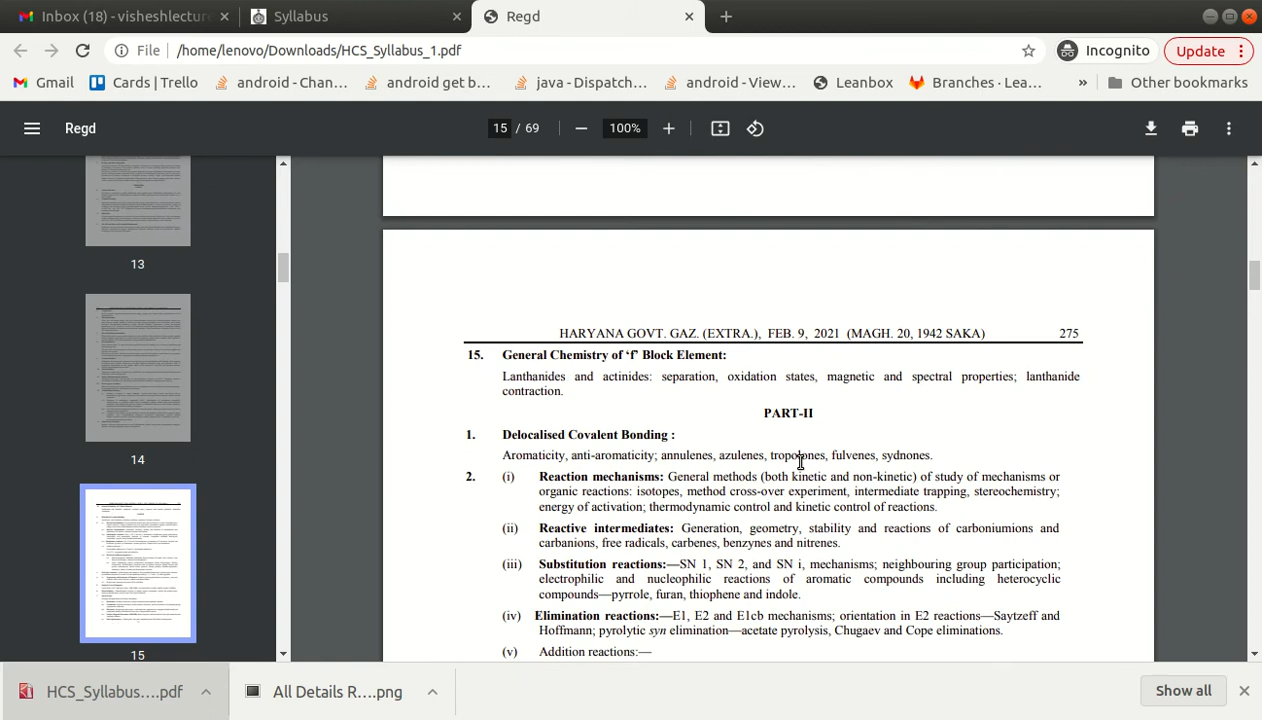 Inbox (18) - visheshlectur
Syllabus
Regd
File /home/lenovo/Downloads/HCS_Syllabus_1.pdf
Incognito
Update
Gmail
Cards | Trello
android - Chan...
android get b...
java - Dispatch...
android - View...
Leanbox
Branches · Lea...
»
Other bookmarks
Regd
15 / 69
100%
13
14
15
HARYANA GOVT. GAZ. (EXTRA.), FEB. 9, 2021 (MAGH. 20, 1942 SAKA) 275
15. General Chemistry of ‘f’ Block Element:
Lanthanides and actinides: separation, oxidation states, magnetic and spectral properties; lanthanide
contraction.
PART-II
1. Delocalised Covalent Bonding :
Aromaticity, anti-aromaticity; annulenes, azulenes, tropolones, fulvenes, sydnones.
2. (i) Reaction mechanisms: General methods (both kinetic and non-kinetic) of study of mechanisms or
organic reactions: isotopes, method cross-over experiment, intermediate trapping, stereochemistry;
energy of activation; thermodynamic control and kinetic control of reactions.
(ii) Reactive intermediates: Generation, geometry, stability and reactions of carboniumions and
carbanions, free radicals, carbenes, benzynes and nitrenes.
(iii) Substitution reactions:—SN 1, SN 2, and SN i, mechanisms; neighbouring group participation;
electrophilic and nucleophilic reactions of aromatic compounds including heterocyclic
compounds—pyrrole, furan, thiophene and indole.
(iv) Elimination reactions:—E1, E2 and E1cb mechanisms; orientation in E2 reactions—Saytzeff and
Hoffmann; pyrolytic syn elimination—acetate pyrolysis, Chugaev and Cope eliminations.
(v) Addition reactions:—
HCS_Syllabus....pdf
All Details R....png
Show all